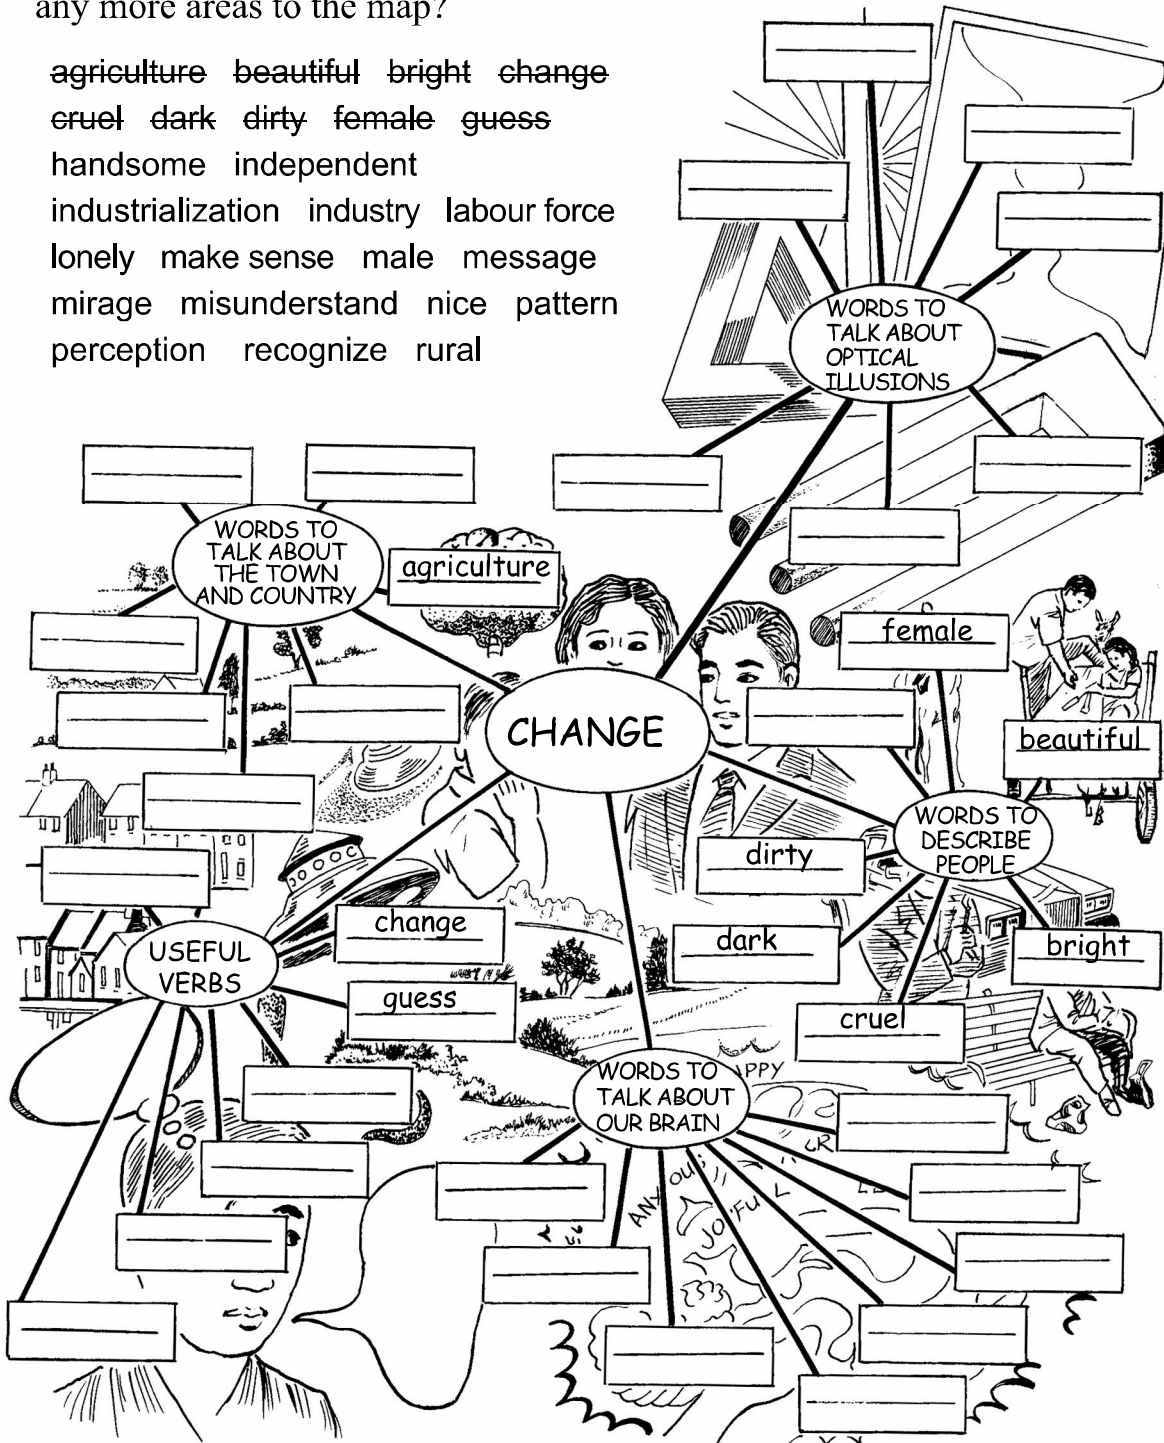 any more areas to the map?
agriculture beautiful bright change
cruel dark dirty female guess
handsome independent
industrialization industry labour force
lonely make sense male message
mirage misunderstand nice pattern
perception recognize rural
WORDS TO
TALK ABOUT
OPTICAL
ILLUSIONS
WORDS TO
TALK ABOUT
THE TOWN
AND COUNTRY
agriculture
female
CHANGE
beautiful
WORDS TO
DESCRIBE
PEOPLE
dirty
change
dark
bright
USEFUL
VERBS
guess
cruel
WORDS TO
TALK ABOUT
OUR BRAIN
APPY
CR
JOYFUL